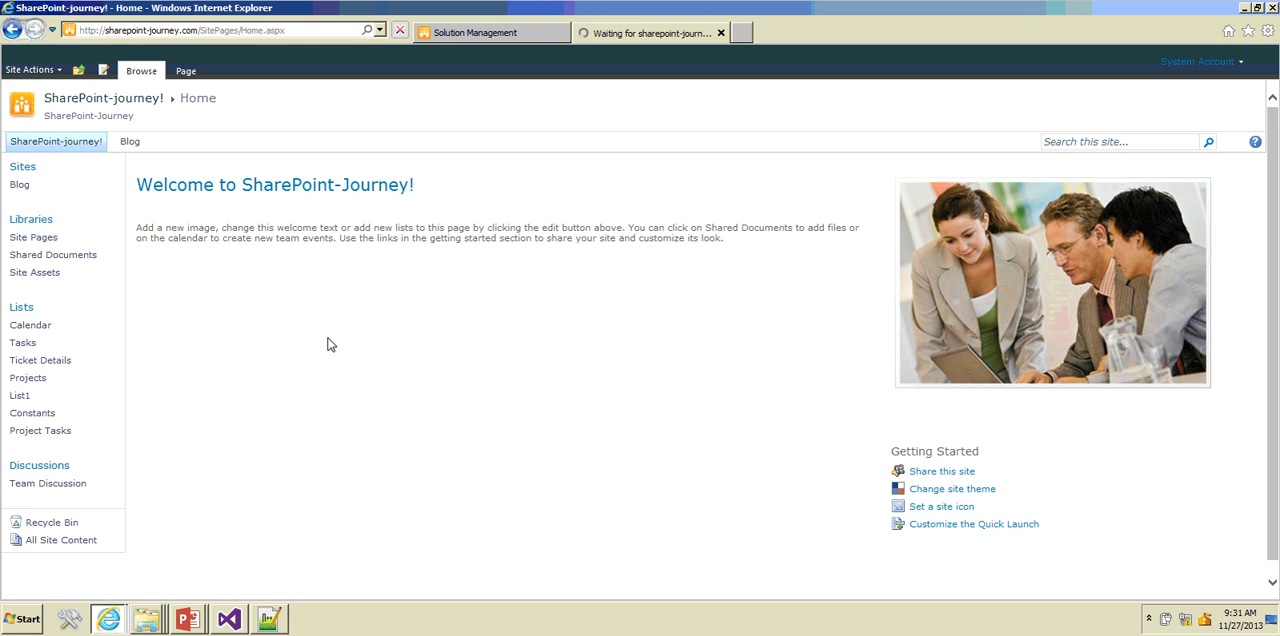 SharePoint-journey! - Home - Windows Internet Explorer
http://sharepoint-journey.com/SitePages/Home.aspx
Solution Management
Waiting for sharepoint-journ...
Site Actions
Browse
Page
System Account
SharePoint-journey! Home
SharePoint-Journey
SharePoint-journey!
Blog
Search this site...
Sites
Blog
Libraries
Site Pages
Shared Documents
Site Assets
Lists
Calendar
Tasks
Ticket Details
Projects
List1
Constants
Project Tasks
Discussions
Team Discussion
Recycle Bin
All Site Content
Welcome to SharePoint-Journey!
Add a new image, change this welcome text or add new lists to this page by clicking the edit button above. You can click on Shared Documents to add files or
on the calendar to create new team events. Use the links in the getting started section to share your site and customize its look.
Getting Started
Share this site
Change site theme
Set a site icon
Customize the Quick Launch
Start
9:31 AM
11/27/2013